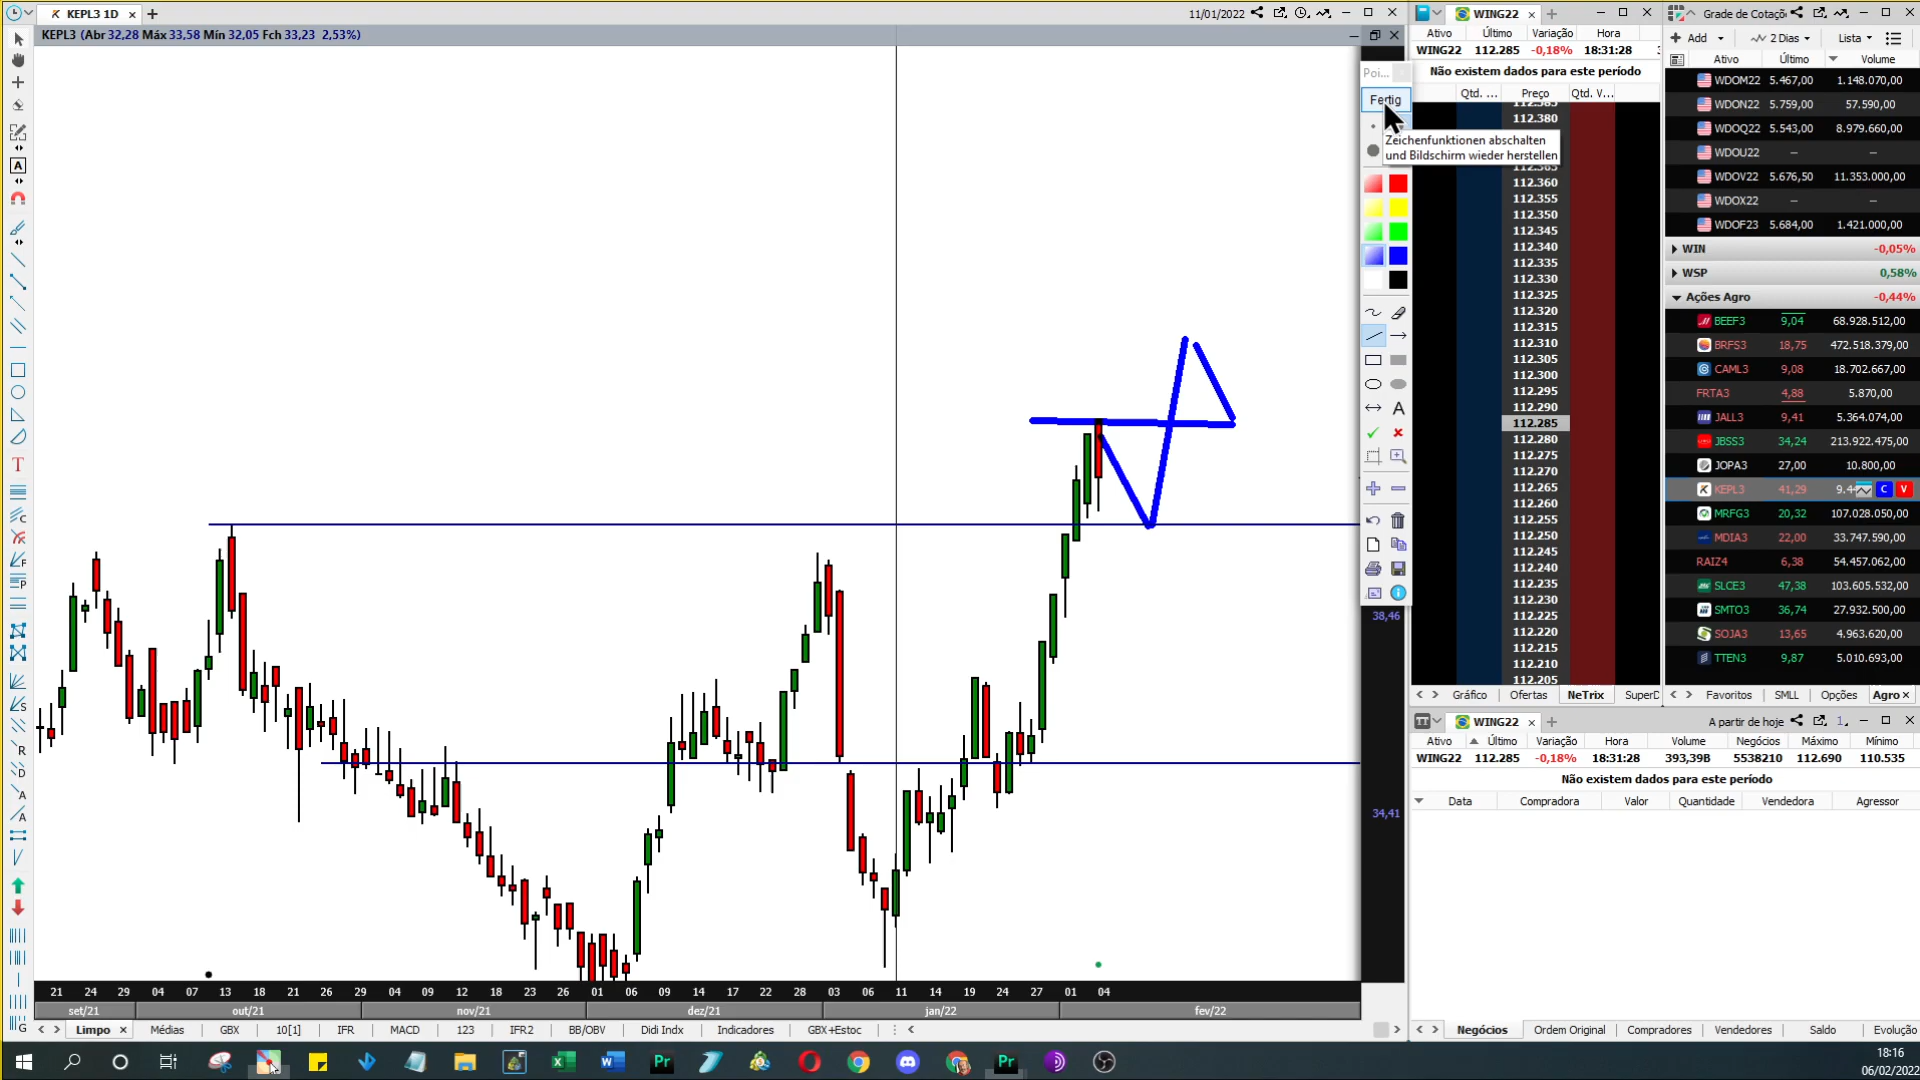 KEPL3 1D
11/01/2022
KEPL3 (Abr 32,28 Máx 33,58 Mín 32,05 Fch 33,23 2,53%)
Poi...
Fertig
Zeichenfunktionen abschalten
und Bildschirm wieder herstellen
A
T
38,46
34,41
21 24 29 04 07 13 18 21 26 29 04 09 12 18 23 26 01 06 09 14 17 22 28 03 06 11 14 19 24 27 01 04
set/21 out/21 nov/21 dez/21 jan/22 fev/22
Limpo Médias GBX 10[1] IFR MACD 123 IFR2 BB/OBV Didi Indx Indicadores GBX+Estoc
WING22
Ativo Último Variação Hora
WING22 112.285 -0,18% 18:31:28
Não existem dados para este período
Qtd. ... Preço Qtd. V...
112.385
112.380
112.365
112.360
112.355
112.350
112.345
112.340
112.335
112.330
112.325
112.320
112.315
112.310
112.305
112.300
112.295
112.290
112.285
112.280
112.275
112.270
112.265
112.260
112.255
112.250
112.245
112.240
112.235
112.230
112.225
112.220
112.215
112.210
112.205
Gráfico Ofertas NeTrix SuperD
Grade de Cotaçõ
Add 2 Dias Lista
Ativo Último Volume
WDOM22 5.467,00 1.148.070,00
WDON22 5.759,00 57.590,00
WDOQ22 5.543,00 8.979.660,00
WDOU22 – –
WDOV22 5.676,50 11.353.000,00
WDOX22 – –
WDOF23 5.684,00 1.421.000,00
WIN -0,05%
WSP 0,58%
Ações Agro -0,44%
BEEF3 9,04 68.928.512,00
BRFS3 18,75 472.518.379,00
CAML3 9,08 18.702.667,00
FRTA3 4,88 5.870,00
JALL3 9,41 5.364.074,00
JBSS3 34,24 213.922.475,00
JOPA3 27,00 10.800,00
KEPL3 41,29 9.44 C V
MRFG3 20,32 107.028.050,00
MDIA3 22,00 33.747.590,00
RAIZ4 6,38 54.457.062,00
SLCE3 47,38 103.605.532,00
SMTO3 36,74 27.932.500,00
SOJA3 13,65 4.963.620,00
TTEN3 9,87 5.010.693,00
Favoritos SMLL Opções Agro
WING22
A partir de hoje
Ativo Último Variação Hora Volume Negócios Máximo Mínimo
WING22 112.285 -0,18% 18:31:28 393,39B 5538210 112.690 110.535
Não existem dados para este período
Data Compradora Valor Quantidade Vendedora Agressor
Negócios Ordem Original Compradores Vendedores Saldo Evolução
18:16
06/02/2022